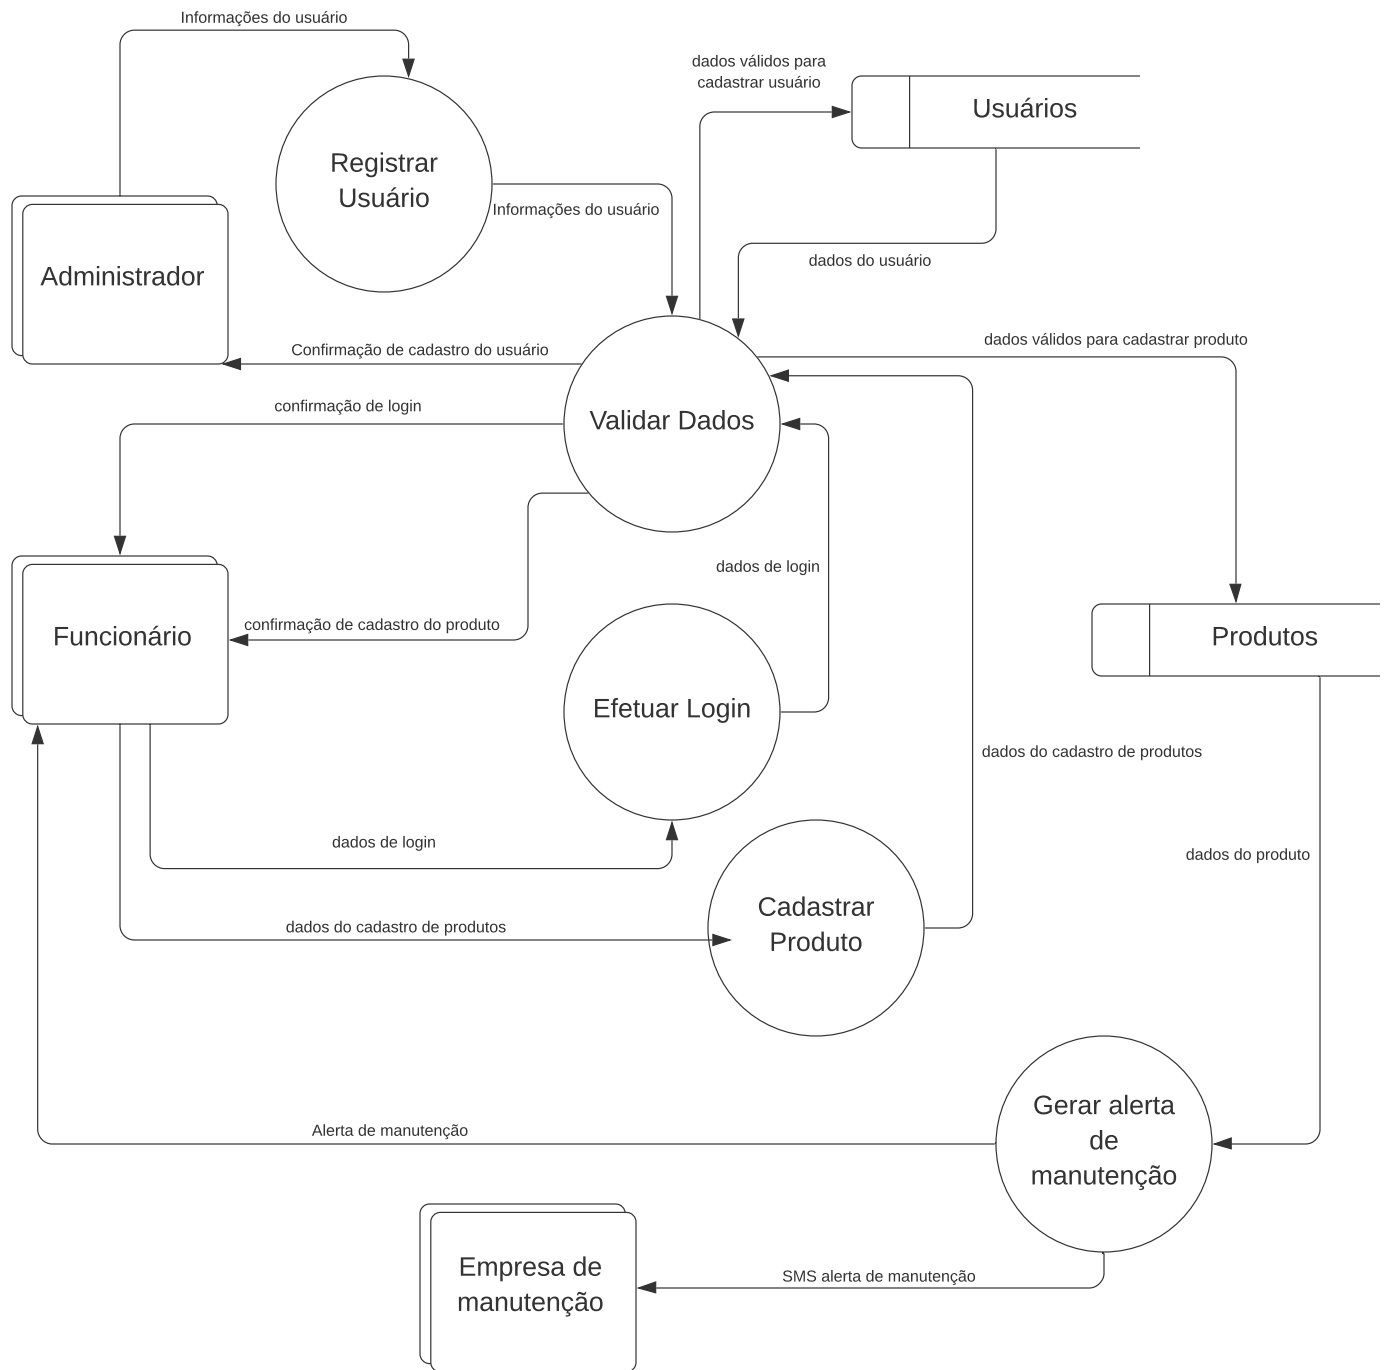 Informações do usuário
dados válidos para
cadastrar usuário
Usuários
Registrar
Usuário
Informações do usuário
Administrador
dados do usuário
dados válidos para cadastrar produto
Confirmação de cadastro do usuário
confirmação de login
Validar Dados
dados de login
confirmação de cadastro do produto
Funcionário
Produtos
Efetuar Login
dados do cadastro de produtos
dados de login
dados do produto
Cadastrar
Produto
dados do cadastro de produtos
Gerar alerta
de
manutenção
Alerta de manutenção
Empresa de
manutenção
SMS alerta de manutenção